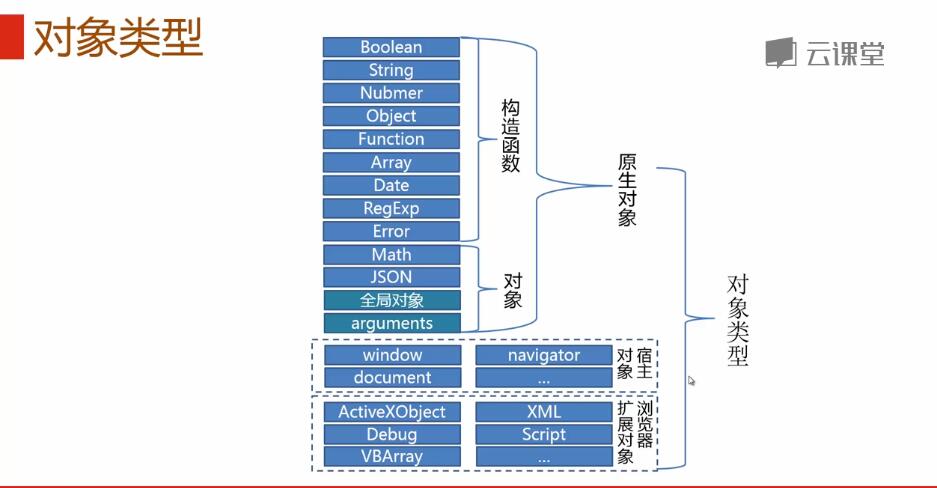 对象类型
云课堂
Boolean
String
Nubmer
Object
Function
Array
Date
RegExp
Error
构造函数
Math
JSON
全局对象
arguments
对象
原生对象
window
navigator
document
...
宿主
对象
ActiveXObject
XML
Debug
Script
VBArray
...
浏览器
扩展对象
对象类型